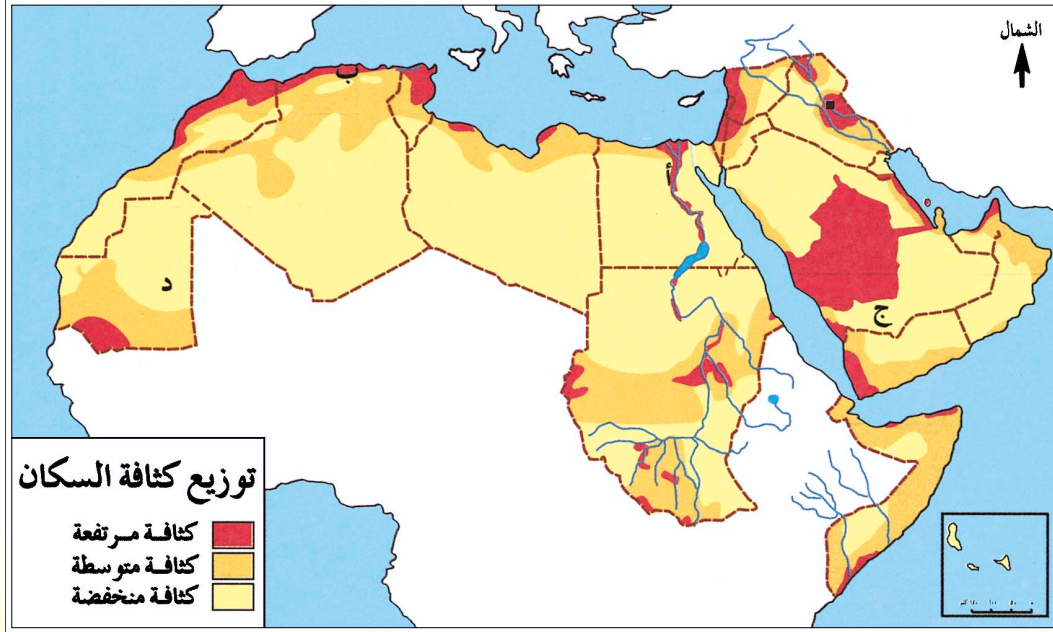 الشمال
ب
أ
د
ج
توزيع كثافة السكان
كثافة مرتفعة
كثافة متوسطة
كثافة منخفضة